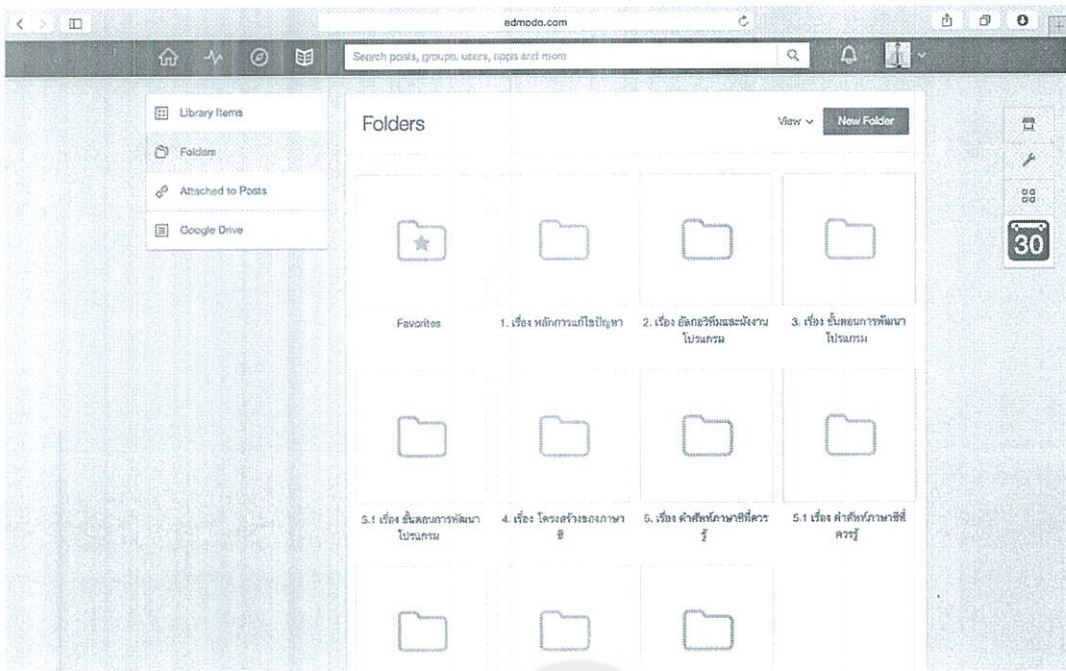 edmodo.com
Search posts, groups, users, apps and more
Library Items
Folders
Attached to Posts
Google Drive
Folders
View
New Folder
30
Favorites
1. เรื่อง หลักการแก้ไขปัญหา
2. เรื่อง อัลกอริทึมและผังงาน
โปรแกรม
3. เรื่อง ขั้นตอนการพัฒนา
โปรแกรม
3.1 เรื่อง ขั้นตอนการพัฒนา
โปรแกรม
4. เรื่อง โครงสร้างของภาษา
ซี
5. เรื่อง คำศัพท์ภาษาซีที่ควร
รู้
5.1 เรื่อง คำศัพท์ภาษาซีที่
ควรรู้